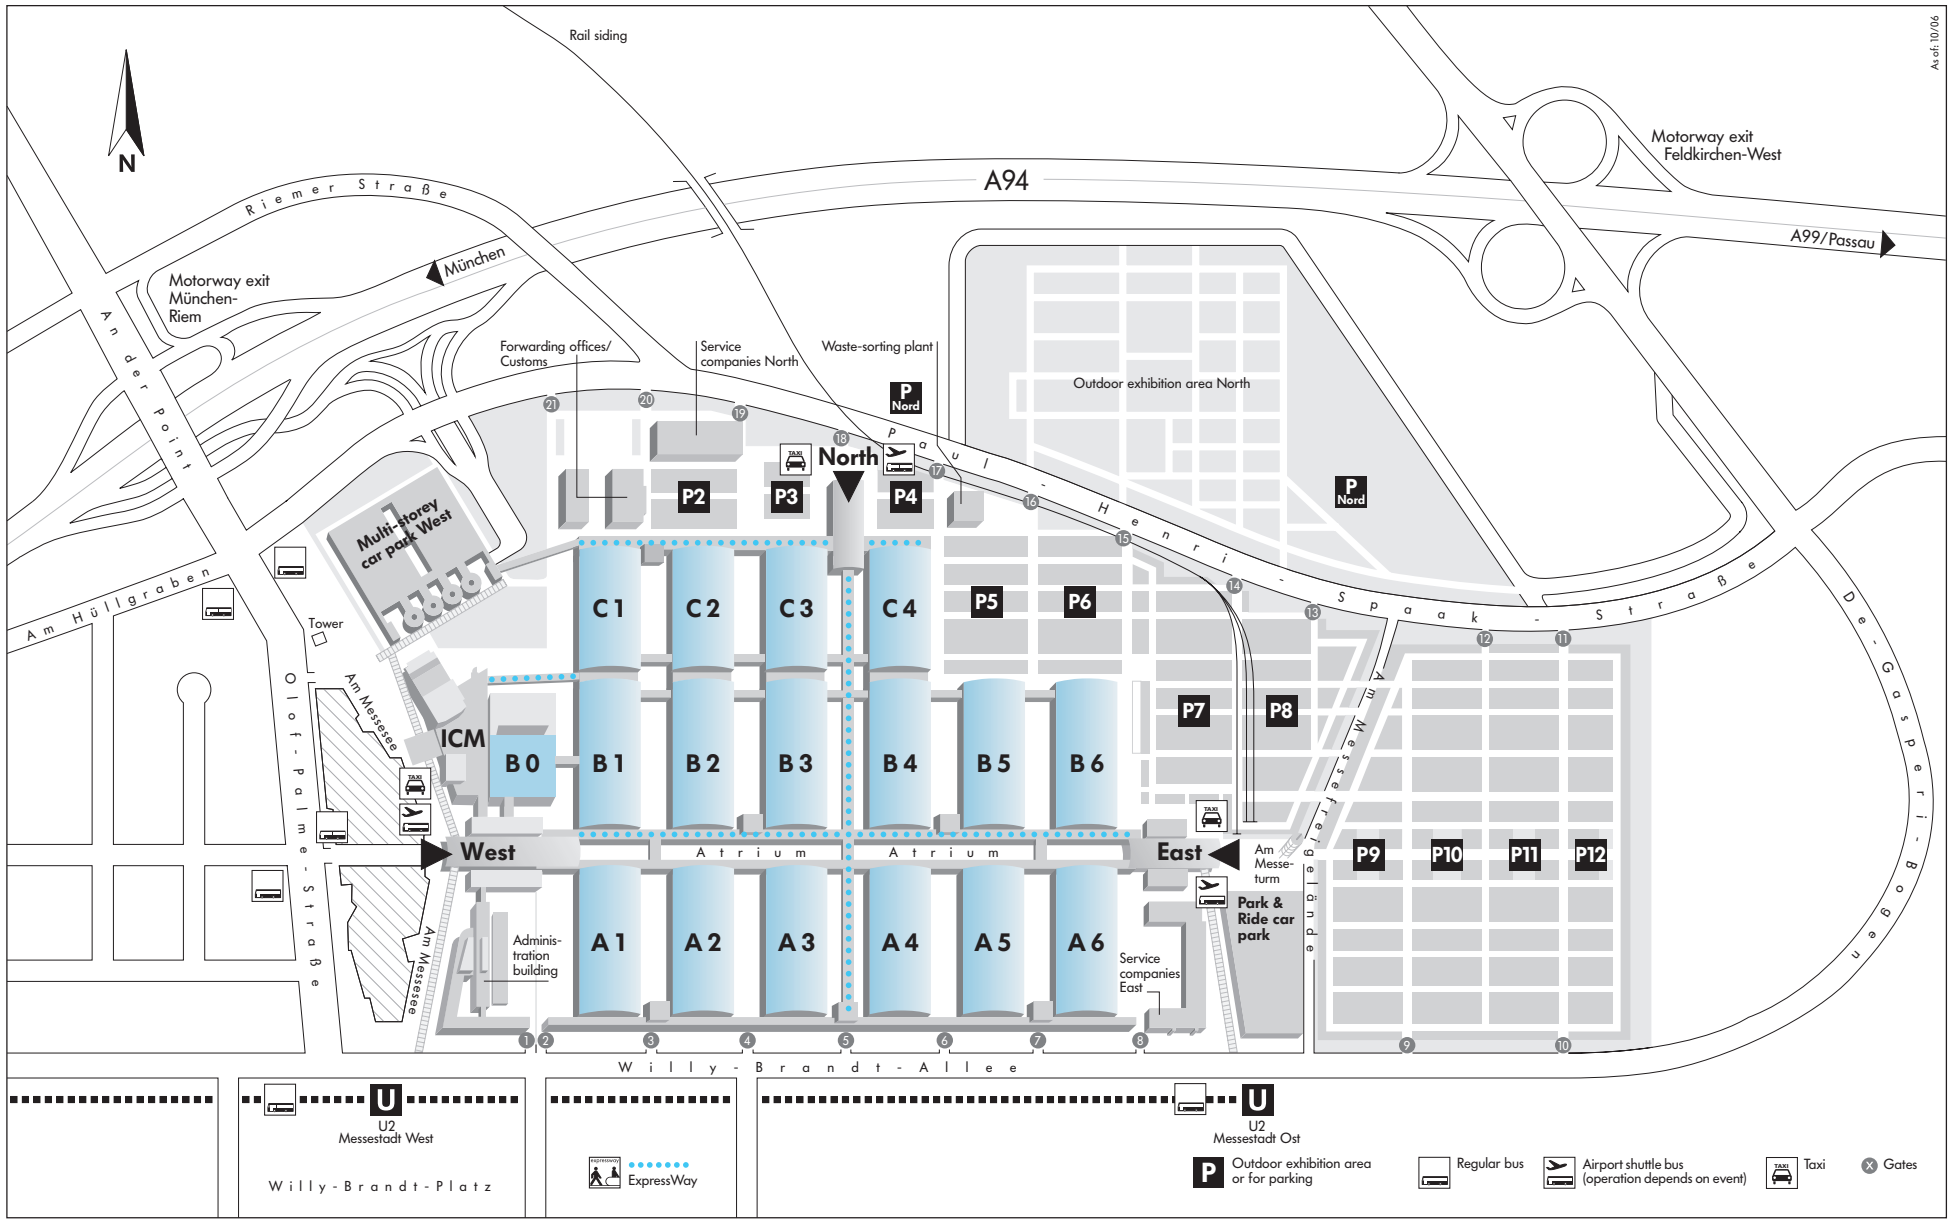 As of: 10/06
Rail siding
Motorway exit
Feldkirchen-West
A94
Riemer Straße
A99/Passau
München
N
Motorway exit
München-
Riem
An der Point
Forwarding offices/
Customs
Service
companies North
Waste-sorting plant
P
Nord
Outdoor exhibition area North
21
20
19
18
17
16
15
14
13
12
11
Paul-Henri-Spaak-Straße
TAXI
North
P
Nord
P2
P3
P4
Multi-storey
car park West
Am Hüllgraben
Tower
C1
C2
C3
C4
P5
P6
De-Gasperi-Bogen
Olof-Palme-Straße
Am Messesee
ICM
B0
B1
B2
B3
B4
B5
B6
P7
P8
Am Messefreigelände
TAXI
TAXI
West
Atrium
Atrium
East
Am
Messe-
turm
P9
P10
P11
P12
Park &
Ride car
park
Am Messesee
Adminis-
tration
building
A1
A2
A3
A4
A5
A6
Service
companies
East
1
2
3
4
5
6
7
8
9
10
Willy-Brandt-Allee
U
U2
Messestadt West
U
U2
Messestadt Ost
Willy-Brandt-Platz
expressway
ExpressWay
P
Outdoor exhibition area
or for parking
Regular bus
Airport shuttle bus
(operation depends on event)
TAXI
Taxi
X
Gates